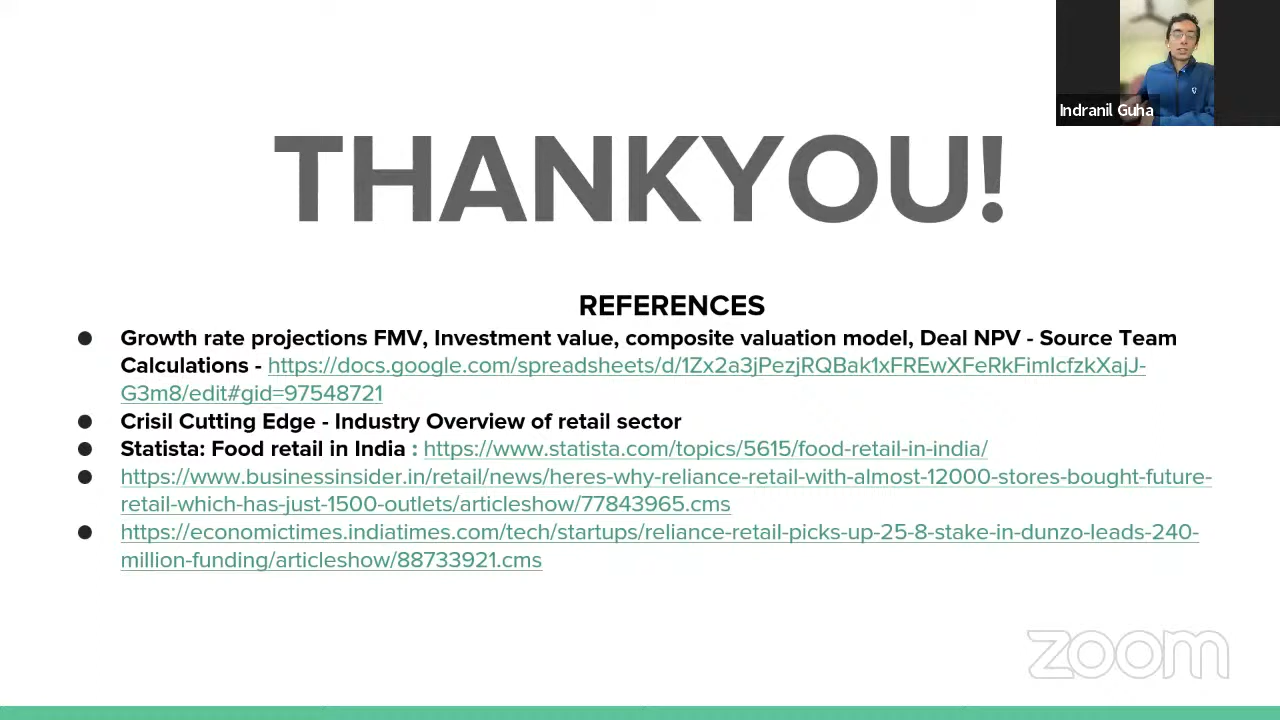 Indranil Guha
THANKYOU!
REFERENCES
● Growth rate projections FMV, Investment value, composite valuation model, Deal NPV - Source Team
Calculations - https://docs.google.com/spreadsheets/d/1Zx2a3jPezjRQBak1xFREwXFeRkFimIcfzkXajJ-
G3m8/edit#gid=97548721
● Crisil Cutting Edge - Industry Overview of retail sector
● Statista: Food retail in India : https://www.statista.com/topics/5615/food-retail-in-india/
● https://www.businessinsider.in/retail/news/heres-why-reliance-retail-with-almost-12000-stores-bought-future-
retail-which-has-just-1500-outlets/articleshow/77843965.cms
● https://economictimes.indiatimes.com/tech/startups/reliance-retail-picks-up-25-8-stake-in-dunzo-leads-240-
million-funding/articleshow/88733921.cms
zoom